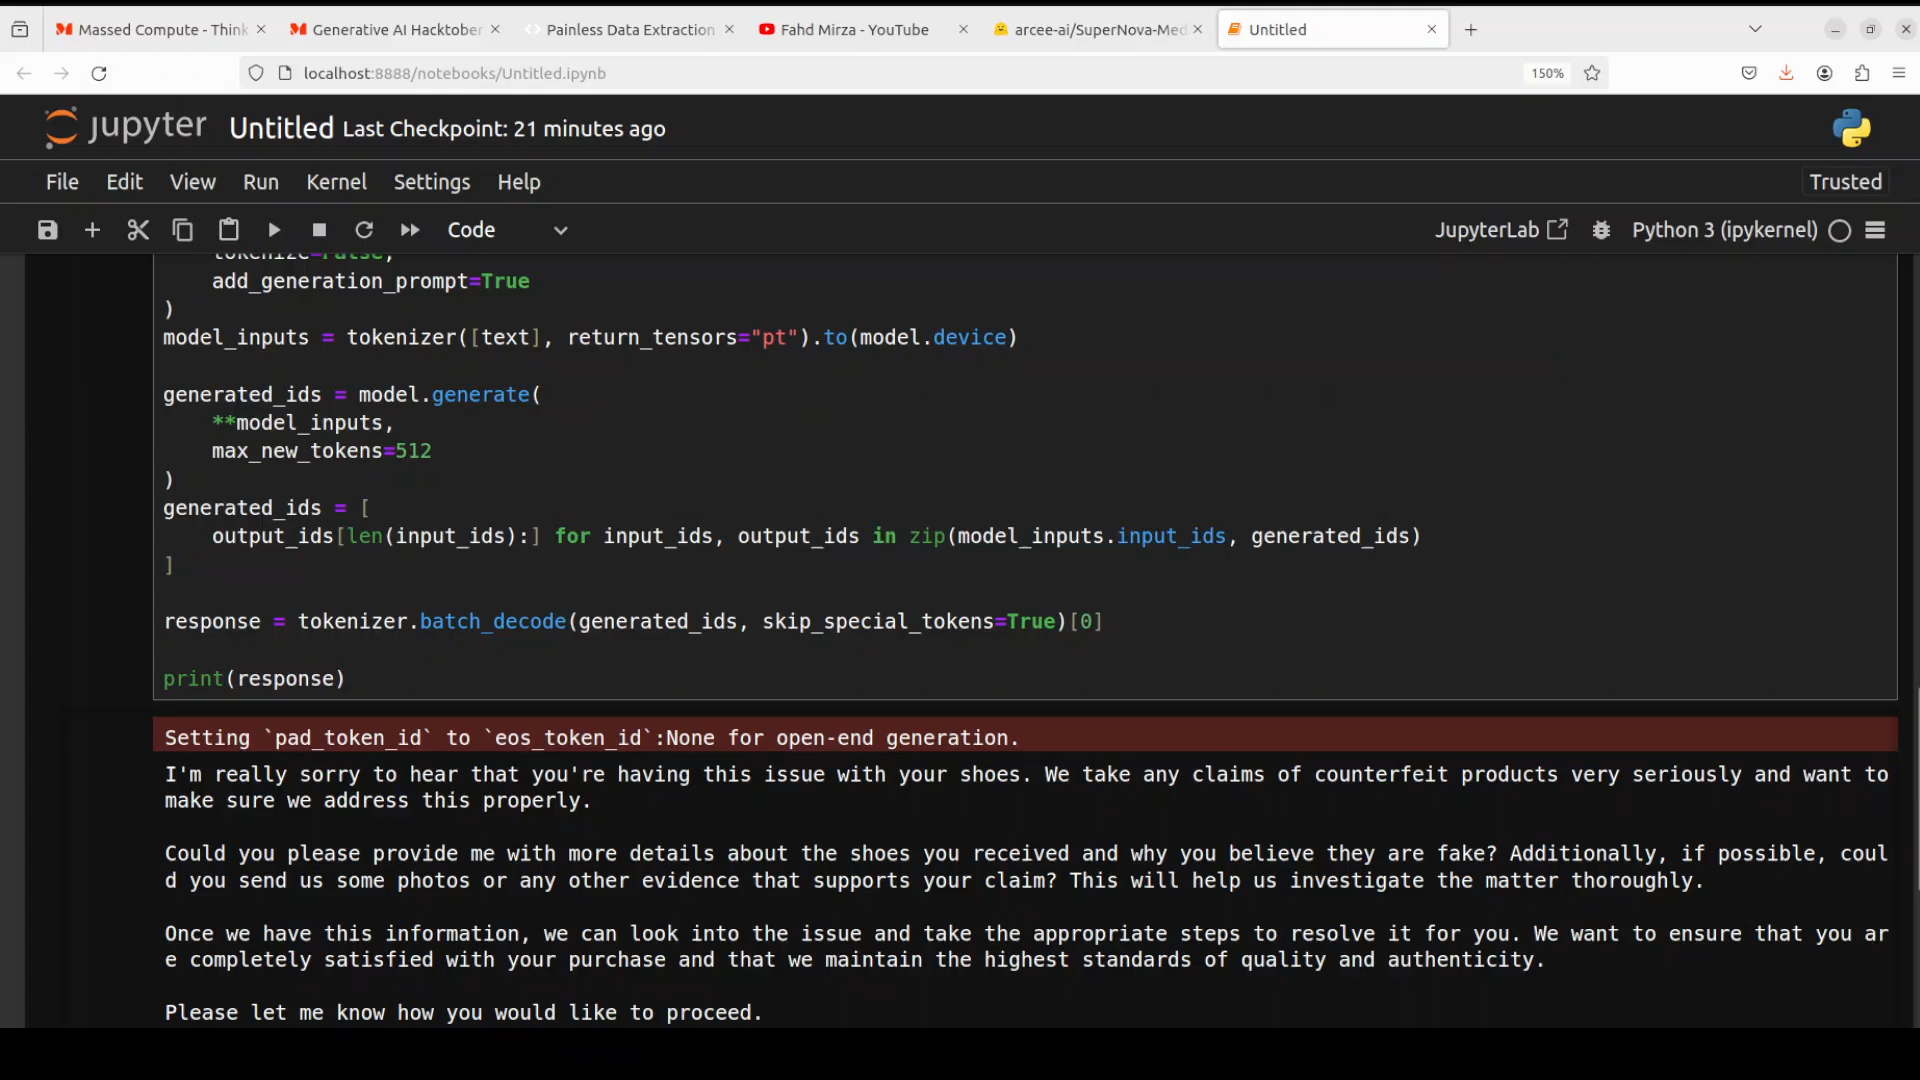 Massed Compute - Think
Generative AI Hacktober
Painless Data Extraction
Fahd Mirza - YouTube
arcee-ai/SuperNova-Med
Untitled
localhost:8888/notebooks/Untitled.ipynb
150%
jupyter Untitled Last Checkpoint: 21 minutes ago
File Edit View Run Kernel Settings Help
Trusted
Code
JupyterLab
Python 3 (ipykernel)
tokenize=False,
add_generation_prompt=True
)
model_inputs = tokenizer([text], return_tensors="pt").to(model.device)
generated_ids = model.generate(
**model_inputs,
max_new_tokens=512
)
generated_ids = [
output_ids[len(input_ids):] for input_ids, output_ids in zip(model_inputs.input_ids, generated_ids)
]
response = tokenizer.batch_decode(generated_ids, skip_special_tokens=True)[0]
print(response)
Setting `pad_token_id` to `eos_token_id`:None for open-end generation.
I'm really sorry to hear that you're having this issue with your shoes. We take any claims of counterfeit products very seriously and want to
make sure we address this properly.
Could you please provide me with more details about the shoes you received and why you believe they are fake? Additionally, if possible, coul
d you send us some photos or any other evidence that supports your claim? This will help us investigate the matter thoroughly.
Once we have this information, we can look into the issue and take the appropriate steps to resolve it for you. We want to ensure that you ar
e completely satisfied with your purchase and that we maintain the highest standards of quality and authenticity.
Please let me know how you would like to proceed.